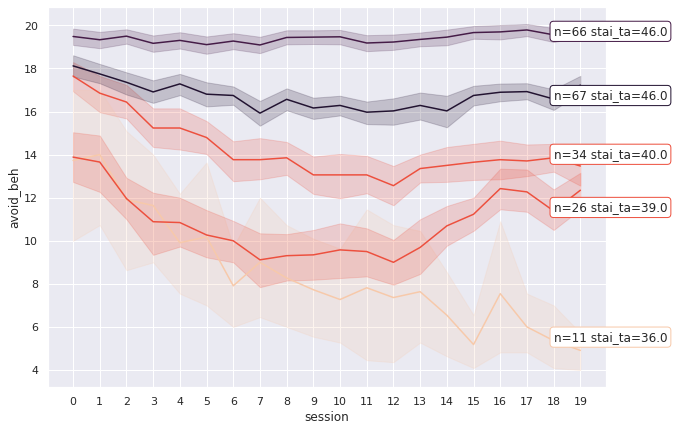 20
18
16
14
12
10
8
6
4
avoid_beh
n=66 stai_ta=46.0
n=67 stai_ta=46.0
n=34 stai_ta=40.0
n=26 stai_ta=39.0
n=11 stai_ta=36.0
0 1 2 3 4 5 6 7 8 9 10 11 12 13 14 15 16 17 18 19
session